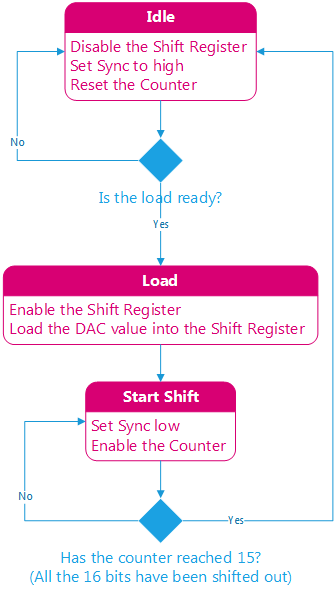 Idle
Disable the Shift Register
Set Sync to high
Reset the Counter
No
Is the load ready?
Yes
Load
Enable the Shift Register
Load the DAC value into the Shift Register
Start Shift
Set Sync low
Enable the Counter
No
Yes
Has the counter reached 15?
(All the 16 bits have been shifted out)